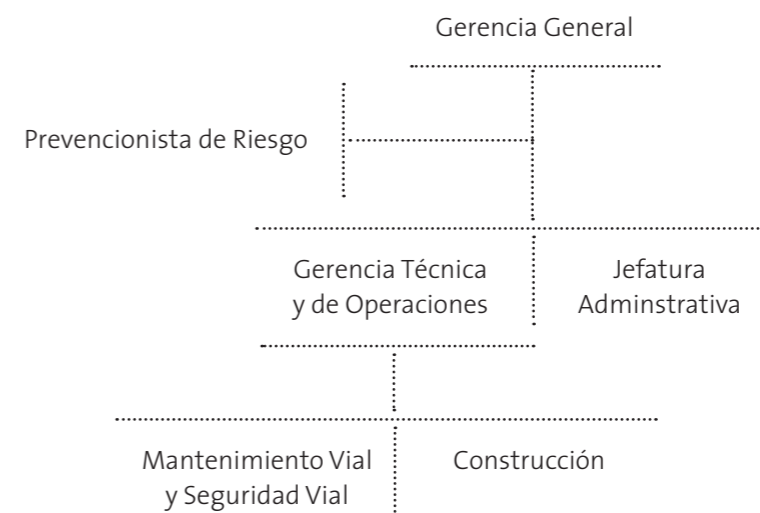 Gerencia General
Prevencionista de Riesgo
Gerencia Técnica
y de Operaciones
Jefatura
Adminstrativa
Mantenimiento Vial
y Seguridad Vial
Construcción